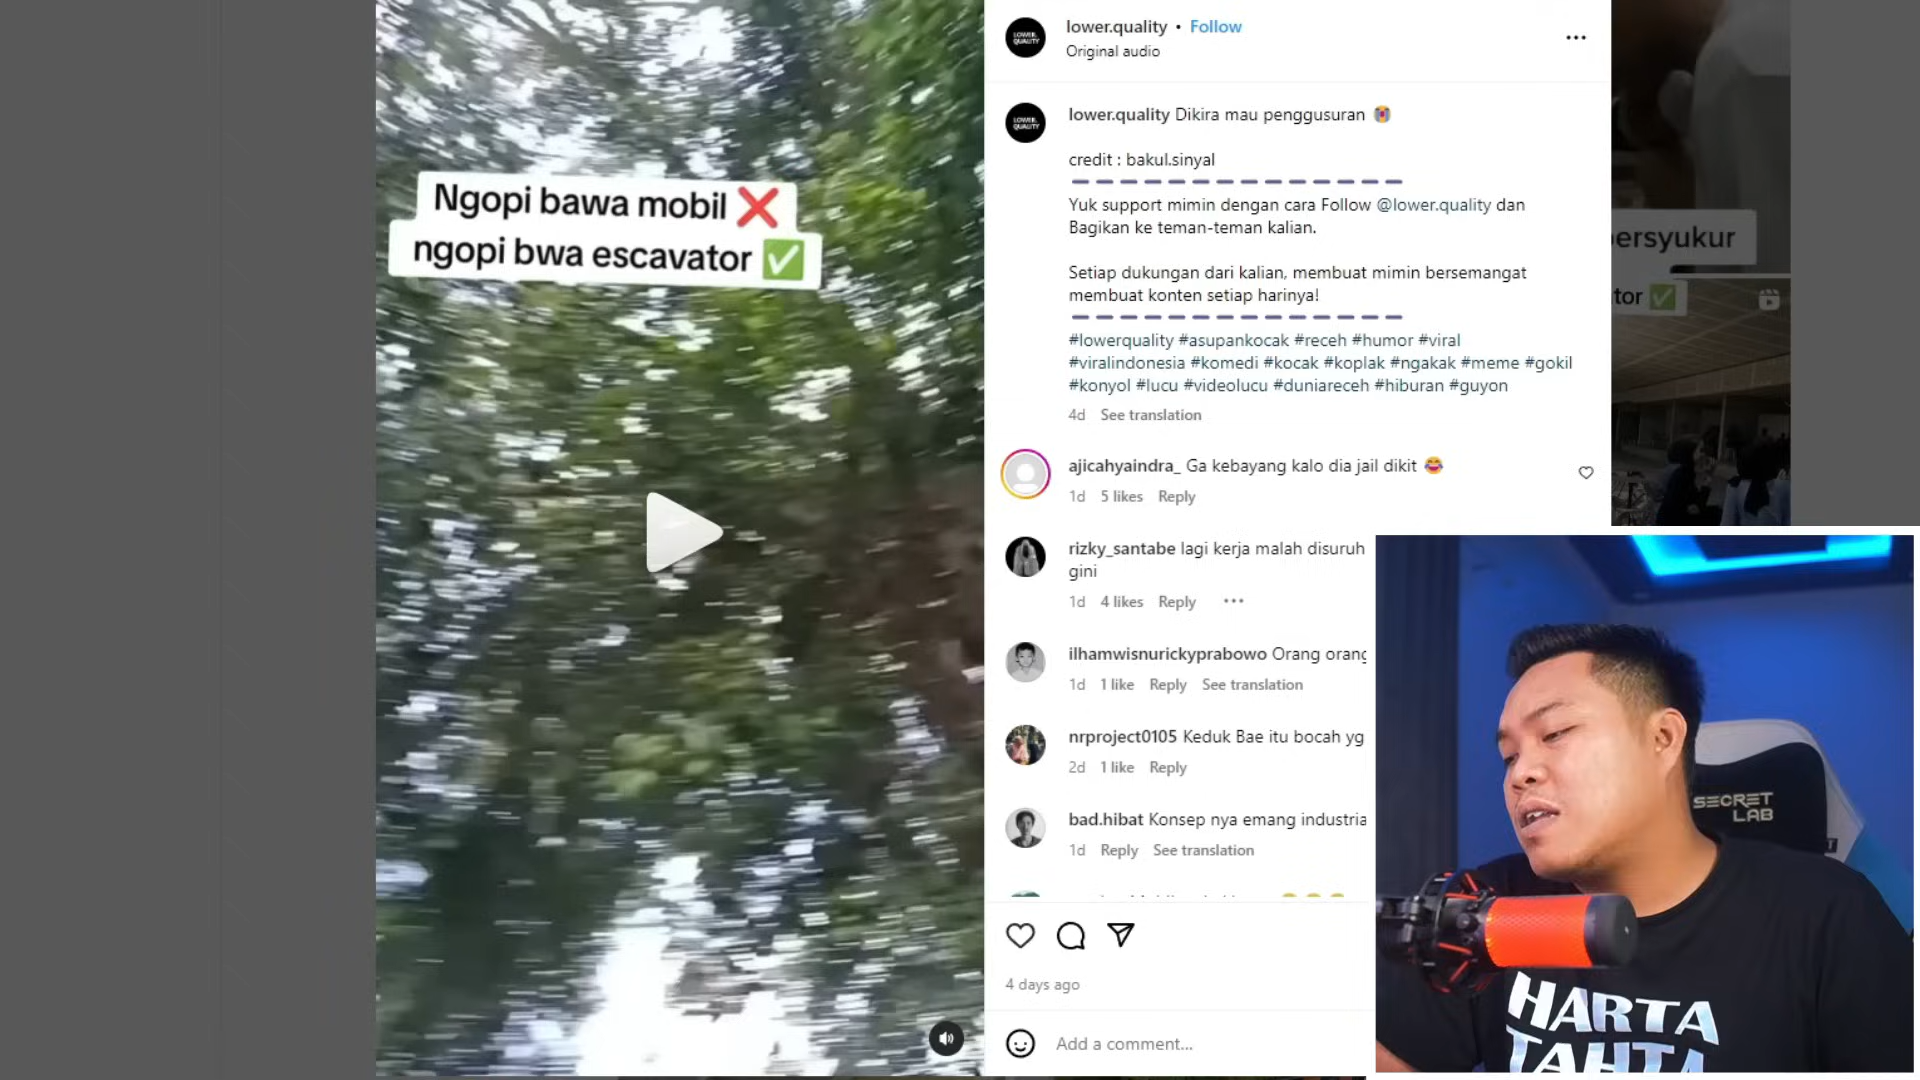 Ngopi bawa mobil ❌
ngopi bwa escavator ✅
LOWER.
QUALITY
lower.quality • Follow
Original audio
LOWER.
QUALITY
lower.quality Dikira mau penggusuran 😭
credit : bakul.sinyal
Yuk support mimin dengan cara Follow @lower.quality dan
Bagikan ke teman-teman kalian.
Setiap dukungan dari kalian, membuat mimin bersemangat
membuat konten setiap harinya!
#lowerquality #asupankocak #receh #humor #viral
#viralindonesia #komedi #kocak #koplak #ngakak #meme #gokil
#konyol #lucu #videolucu #duniareceh #hiburan #guyon
4d See translation
ajicahyaindra_ Ga kebayang kalo dia jail dikit 😂
1d 5 likes Reply
rizky_santabe lagi kerja malah disuruh
gini
1d 4 likes Reply
ilhamwisnurickyprabowo Orang orang
1d 1 like Reply See translation
nrproject0105 Keduk Bae itu bocah yg
2d 1 like Reply
bad.hibat Konsep nya emang industria
1d Reply See translation
4 days ago
Add a comment...
ersyukur
tor ✅
SECRET
LAB
HARTA
TAHTA